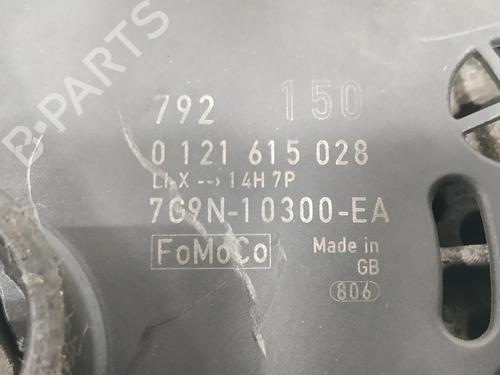 B-PARTS
792 150
0 121 615 028
LI-X --> 14H 7P
7G9N-10300-EA
FoMoCo
Made in
GB
806